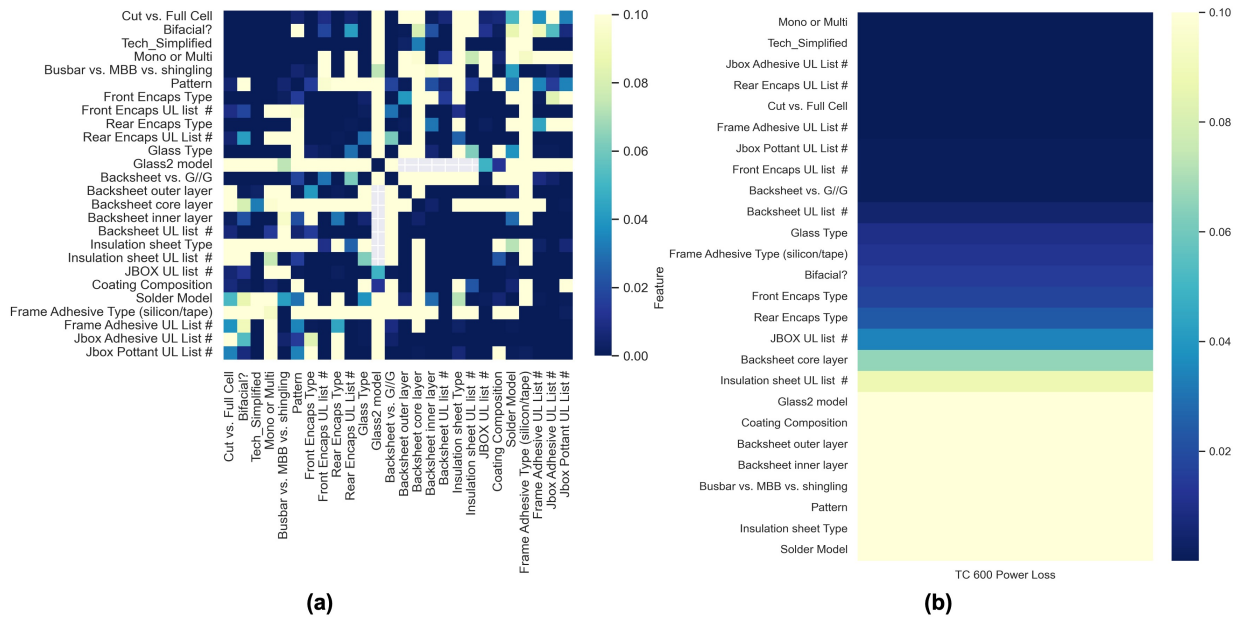 Cut vs. Full Cell
Bifacial?
Tech_Simplified
Mono or Multi
Busbar vs. MBB vs. shingling
Pattern
Front Encaps Type
Front Encaps UL list  #
Rear Encaps Type
Rear Encaps UL List #
Glass Type
Glass2 model
Backsheet vs. G//G
Backsheet outer layer
Backsheet core layer
Backsheet inner layer
Backsheet UL list  #
Insulation sheet Type
Insulation sheet UL list  #
JBOX UL list  #
Coating Composition
Solder Model
Frame Adhesive Type (silicon/tape)
Frame Adhesive UL List #
Jbox Adhesive UL List #
Jbox Pottant UL List #
Cut vs. Full Cell
Bifacial?
Tech_Simplified
Mono or Multi
Busbar vs. MBB vs. shingling
Pattern
Front Encaps Type
Front Encaps UL list  #
Rear Encaps Type
Rear Encaps UL List #
Glass Type
Glass2 model
Backsheet vs. G//G
Backsheet outer layer
Backsheet core layer
Backsheet inner layer
Backsheet UL list  #
Insulation sheet Type
Insulation sheet UL list  #
JBOX UL list  #
Coating Composition
Solder Model
Frame Adhesive Type (silicon/tape)
Frame Adhesive UL List #
Jbox Adhesive UL List #
Jbox Pottant UL List #
0.10
0.08
0.06
0.04
0.02
0.00
(a)
Feature
Mono or Multi
Tech_Simplified
Jbox Adhesive UL List #
Rear Encaps UL List #
Cut vs. Full Cell
Frame Adhesive UL List #
Jbox Pottant UL List #
Front Encaps UL list  #
Backsheet vs. G//G
Backsheet UL list  #
Glass Type
Frame Adhesive Type (silicon/tape)
Bifacial?
Front Encaps Type
Rear Encaps Type
JBOX UL list  #
Backsheet core layer
Insulation sheet UL list  #
Glass2 model
Coating Composition
Backsheet outer layer
Backsheet inner layer
Busbar vs. MBB vs. shingling
Pattern
Insulation sheet Type
Solder Model
TC 600 Power Loss
0.10
0.08
0.06
0.04
0.02
(b)